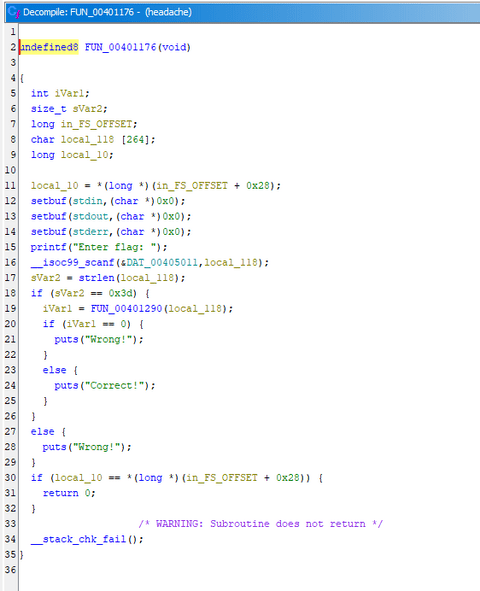 Decompile: FUN_00401176 - (headache)
1
2 undefined8 FUN_00401176(void)
3
4 {
5 int iVar1;
6 size_t sVar2;
7 long in_FS_OFFSET;
8 char local_118 [264];
9 long local_10;
10
11 local_10 = *(long *)(in_FS_OFFSET + 0x28);
12 setbuf(stdin,(char *)0x0);
13 setbuf(stdout,(char *)0x0);
14 setbuf(stderr,(char *)0x0);
15 printf("Enter flag: ");
16 __isoc99_scanf(&DAT_00405011,local_118);
17 sVar2 = strlen(local_118);
18 if (sVar2 == 0x3d) {
19 iVar1 = FUN_00401290(local_118);
20 if (iVar1 == 0) {
21 puts("Wrong!");
22 }
23 else {
24 puts("Correct!");
25 }
26 }
27 else {
28 puts("Wrong!");
29 }
30 if (local_10 == *(long *)(in_FS_OFFSET + 0x28)) {
31 return 0;
32 }
33 /* WARNING: Subroutine does not return */
34 __stack_chk_fail();
35 }
36